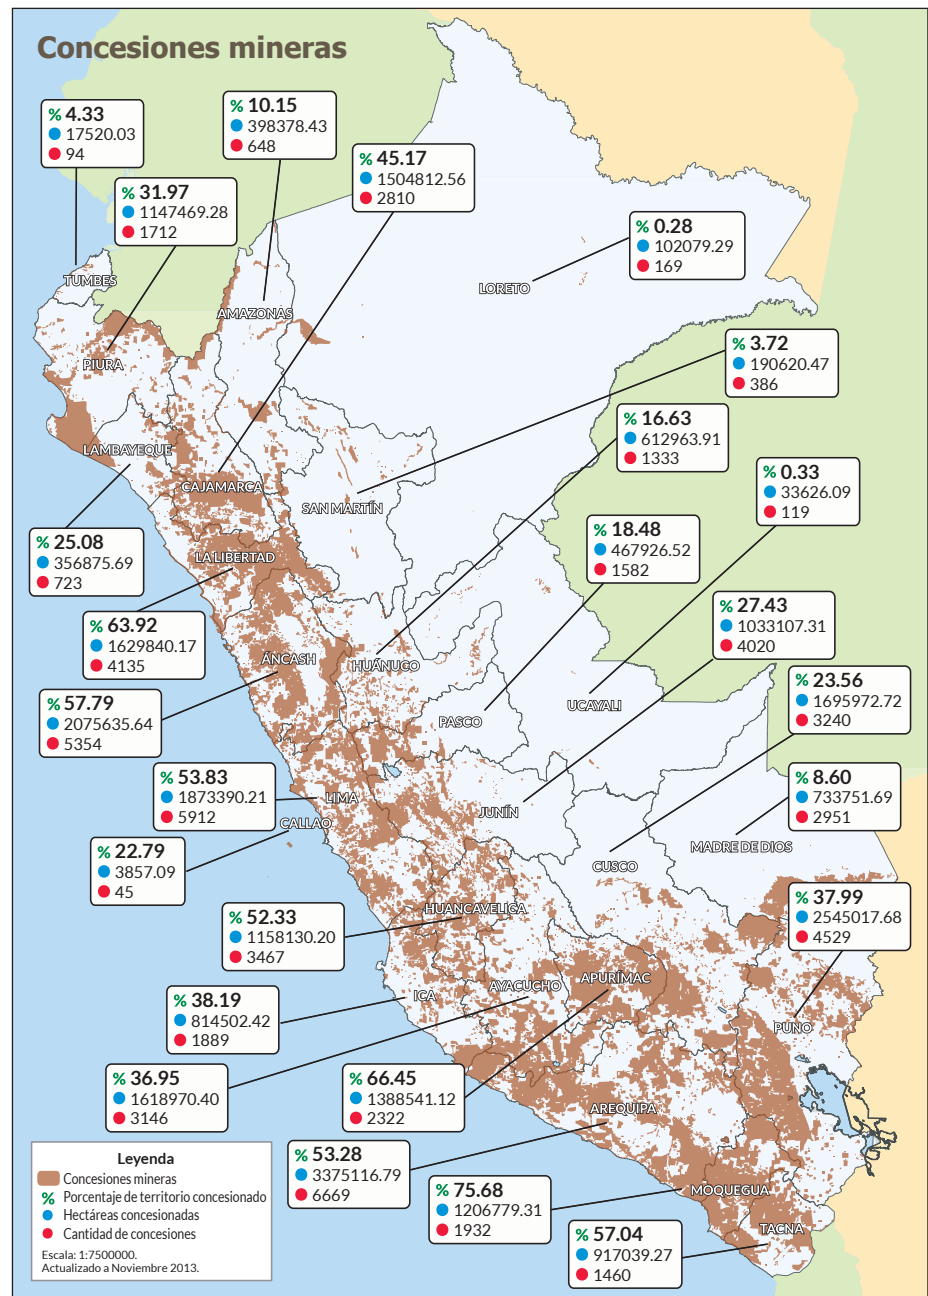 Concesiones mineras
% 4.33
17520.03
94
% 10.15
398378.43
648
% 45.17
1504812.56
2810
% 31.97
1147469.28
1712
% 0.28
102079.29
169
TUMBES
LORETO
AMAZONAS
% 3.72
190620.47
386
PIURA
% 16.63
612963.91
1333
LAMBAYEQUE
% 0.33
33626.09
119
CAJAMARCA
SAN MARTÍN
% 18.48
467926.52
1582
% 25.08
356875.69
723
LA LIBERTAD
% 27.43
1033107.31
4020
% 63.92
1629840.17
4135
ÁNCASH
HUÁNUCO
% 23.56
1695972.72
3240
% 57.79
2075635.64
5354
PASCO
UCAYALI
% 53.83
1873390.21
5912
% 8.60
733751.69
2951
LIMA
JUNÍN
CALLAO
MADRE DE DIOS
% 22.79
3857.09
45
CUSCO
% 37.99
2545017.68
4529
% 52.33
1158130.20
3467
HUANCAVELICA
APURÍMAC
AYACUCHO
% 38.19
814502.42
1889
ICA
PUNO
% 36.95
1618970.40
3146
% 66.45
1388541.12
2322
AREQUIPA
% 53.28
3375116.79
6669
% 75.68
1206779.31
1932
MOQUEGUA
% 57.04
917039.27
1460
TACNA
Leyenda
Concesiones mineras
% Porcentaje de territorio concesionado
Hectáreas concesionadas
Cantidad de concesiones
Escala: 1:7500000.
Actualizado a Noviembre 2013.